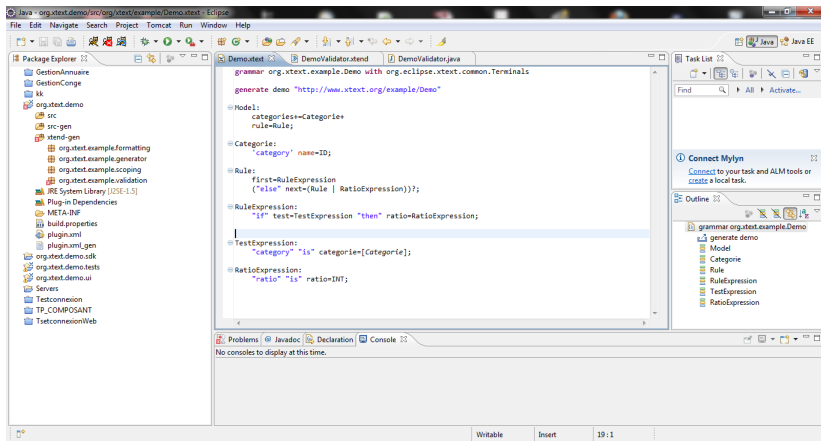 Java - org.xtext.demo/src/org/xtext/example/Demo.xtext - Eclipse
File Edit Navigate Search Project Tomcat Run Window Help
Java
Java EE
Package Explorer
GestionAnnuaire
GestionConge
kk
org.xtext.demo
src
src-gen
xtend-gen
org.xtext.example.formatting
org.xtext.example.generator
org.xtext.example.scoping
org.xtext.example.validation
JRE System Library [J2SE-1.5]
Plug-in Dependencies
META-INF
build.properties
plugin.xml
plugin.xml_gen
org.xtext.demo.sdk
org.xtext.demo.tests
org.xtext.demo.ui
Servers
Testconnexion
TP_COMPOSANT
TsetconnexionWeb
Demo.xtext
DemoValidator.xtend
DemoValidator.java
grammar org.xtext.example.Demo with org.eclipse.xtext.common.Terminals
generate demo "http://www.xtext.org/example/Demo"
Model:
categories+=Categorie+
rule=Rule;
Categorie:
'category' name=ID;
Rule:
first=RuleExpression
("else" next=(Rule | RatioExpression))?;
RuleExpression:
"if" test=TestExpression "then" ratio=RatioExpression;
TestExpression:
"category" "is" categorie=[Categorie];
RatioExpression:
"ratio" "is" ratio=INT;
Task List
Find
All
Activate...
Connect Mylyn
Connect to your task and ALM tools or
create a local task.
Outline
grammar org.xtext.example.Demo
generate demo
Model
Categorie
Rule
RuleExpression
TestExpression
RatioExpression
Problems
Javadoc
Declaration
Console
No consoles to display at this time.
Writable
Insert
19 : 1